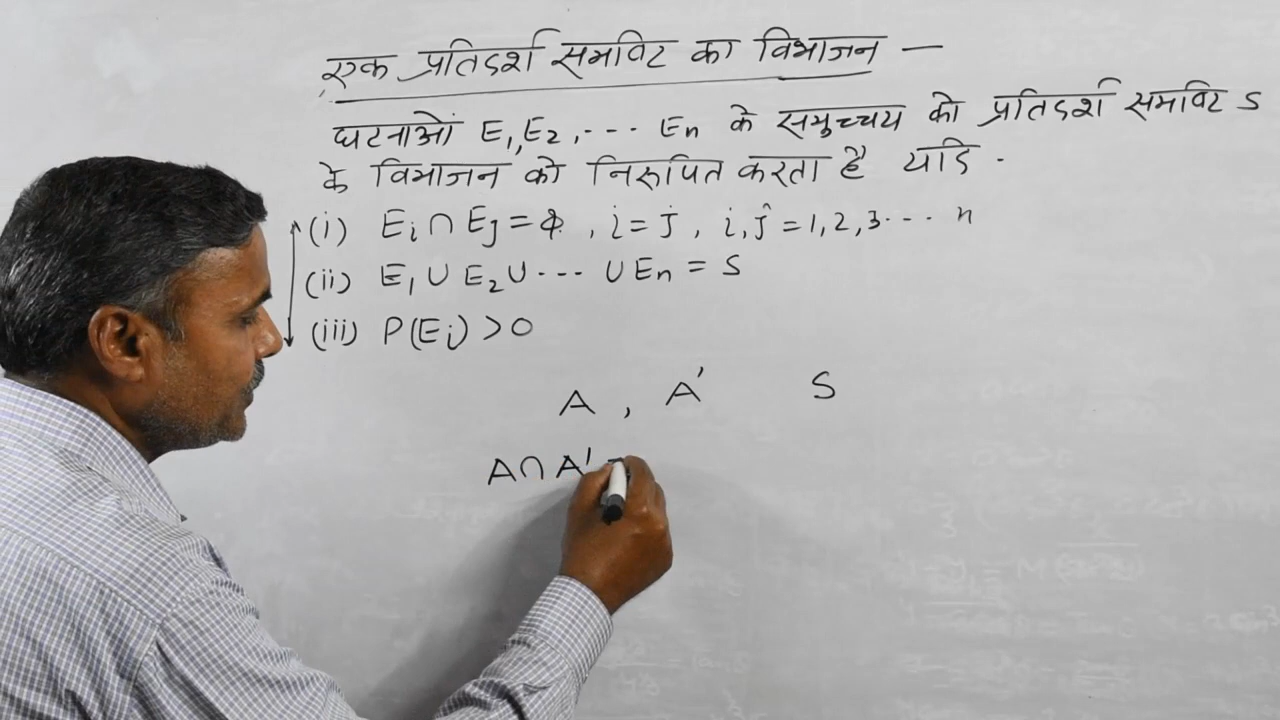 एक प्रतिदर्श समष्टि का विभाजन —
घटनाओं E₁, E₂, --- En के समुच्चय को प्रतिदर्श समष्टि S
के विभाजन को निरूपित करता है यदि -
(i) Ei ∩ Ej = ϕ, i = j, i, j = 1, 2, 3 --- n
(ii) E₁ ∪ E₂ ∪ --- ∪ En = S
(iii) P(Ei) > 0
A , A' S
A ∩ A' =